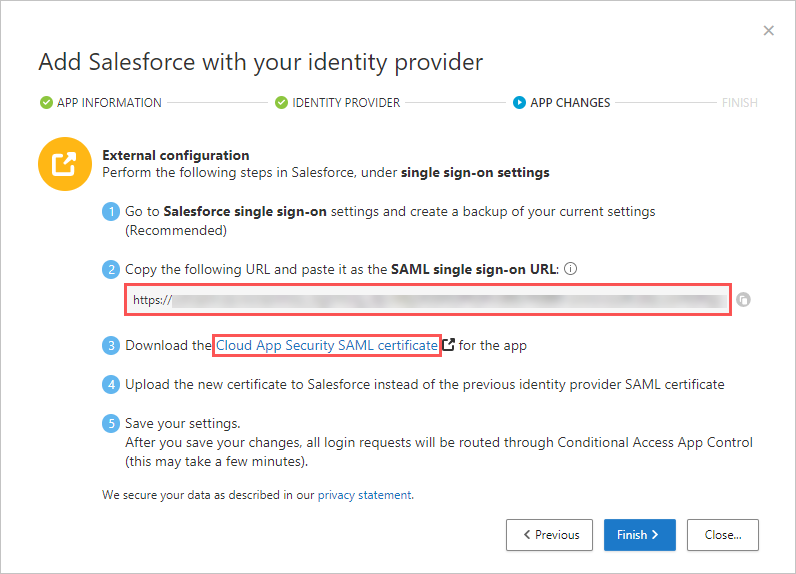 Add Salesforce with your identity provider
APP INFORMATION IDENTITY PROVIDER APP CHANGES FINISH
External configuration
Perform the following steps in Salesforce, under single sign-on settings
1 Go to Salesforce single sign-on settings and create a backup of your current settings
(Recommended)
2 Copy the following URL and paste it as the SAML single sign-on URL:
https://
3 Download the Cloud App Security SAML certificate for the app
4 Upload the new certificate to Salesforce instead of the previous identity provider SAML certificate
5 Save your settings.
After you save your changes, all login requests will be routed through Conditional Access App Control
(this may take a few minutes).
We secure your data as described in our privacy statement.
Previous Finish Close...